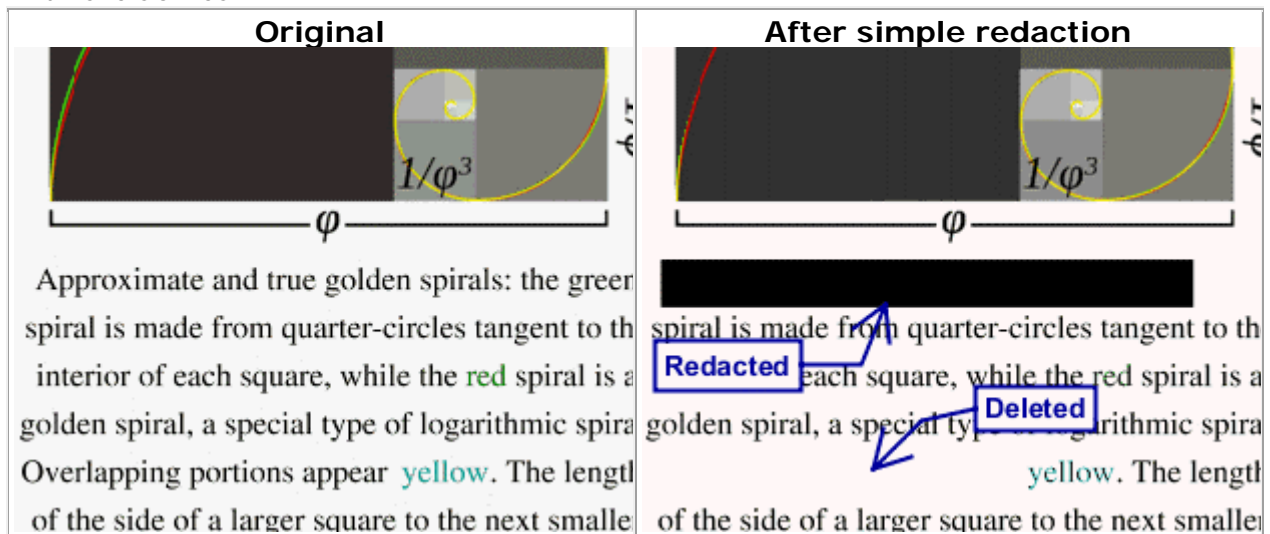 Original
1/φ³
φ
Approximate and true golden spirals: the green
spiral is made from quarter-circles tangent to th
interior of each square, while the red spiral is a
golden spiral, a special type of logarithmic spira
Overlapping portions appear yellow. The length
of the side of a larger square to the next smaller
After simple redaction
1/φ³
φ
spiral is made from quarter-circles tangent to th
Redacted each square, while the red spiral is a
Deleted
golden spiral, a special type of logarithmic spira
yellow. The length
of the side of a larger square to the next smaller